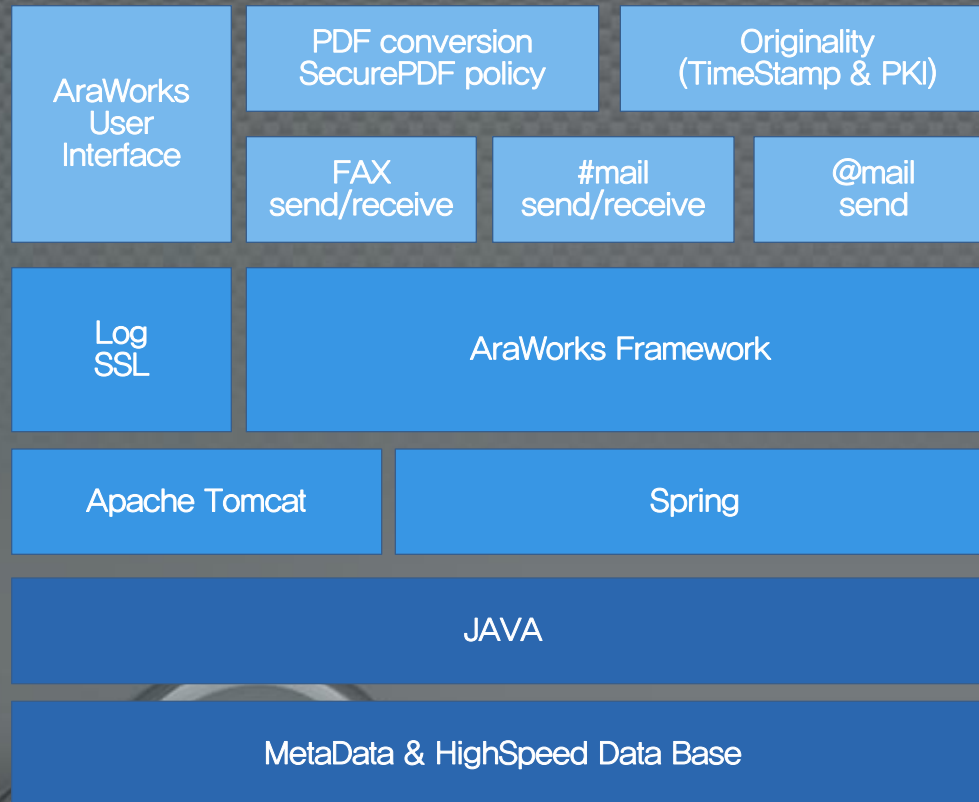 AraWorks
User
Interface
PDF conversion
SecurePDF policy
Originality
(TimeStamp & PKI)
FAX
send/receive
#mail
send/receive
@mail
send
Log
SSL
AraWorks Framework
Apache Tomcat
Spring
JAVA
MetaData & HighSpeed Data Base